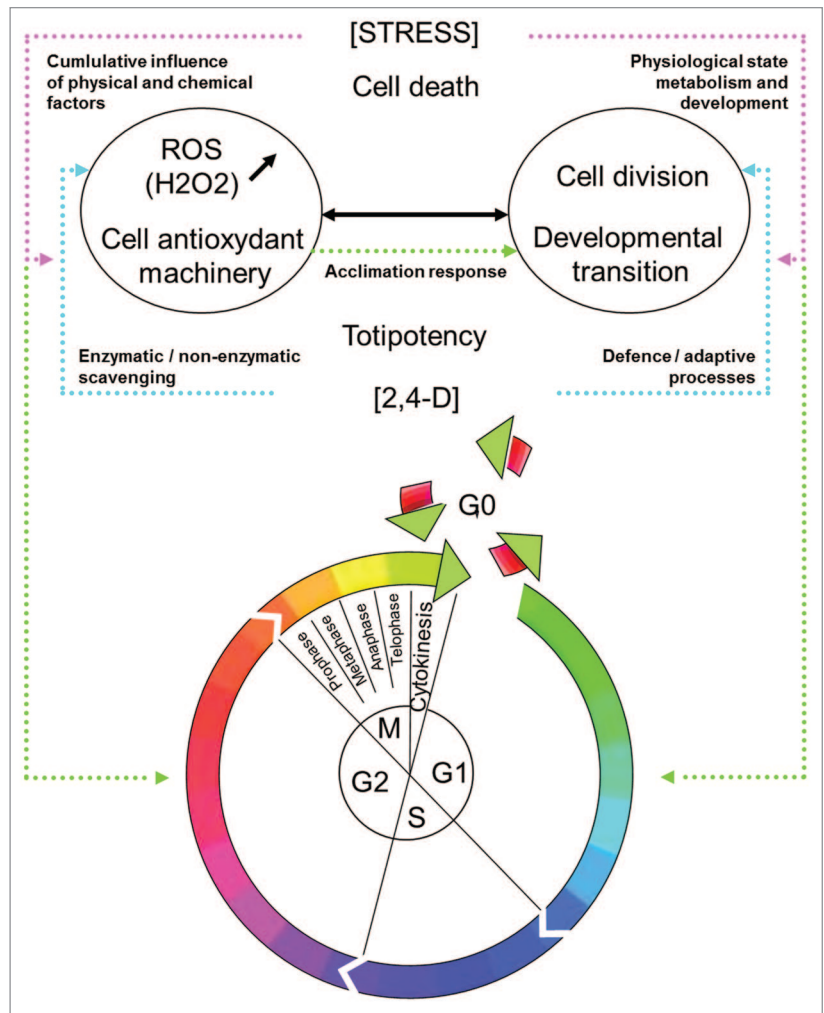 [STRESS]
Cumlulative influence
of physical and chemical
factors
Cell death
Physiological state
metabolism and
development
ROS
(H2O2)
Cell antioxydant
machinery
Cell division
Developmental
transition
Acclimation response
Enzymatic / non-enzymatic
scavenging
Totipotency
Defence / adaptive
processes
[2,4-D]
G0
Prophase
Metaphase
Anaphase
Telophase
Cytokinesis
M
G2
G1
S